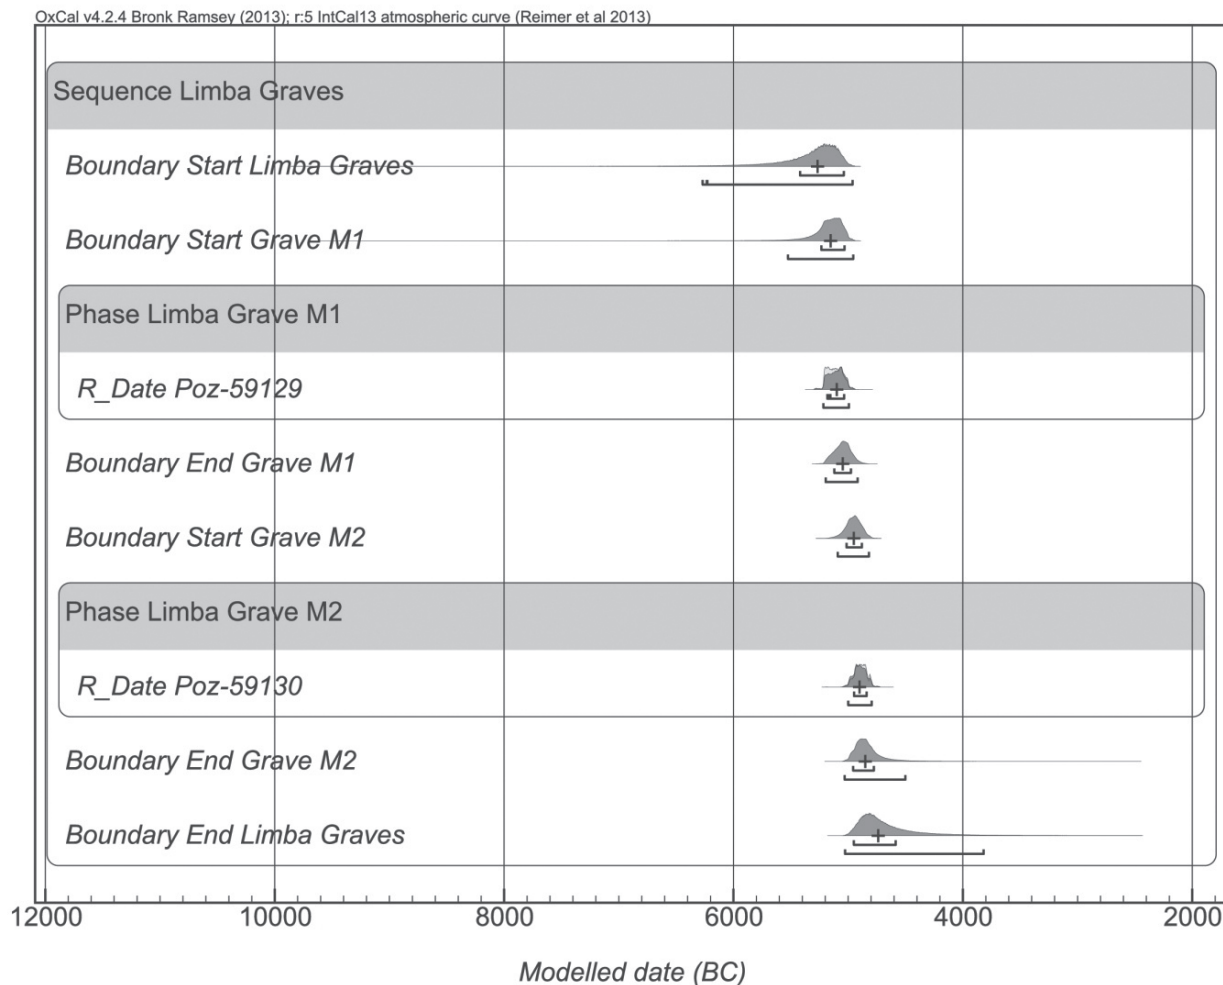 OxCal v4.2.4 Bronk Ramsey (2013); r:5 IntCal13 atmospheric curve (Reimer et al 2013)
Sequence Limba Graves
Boundary Start Limba Graves
Boundary Start Grave M1
Phase Limba Grave M1
R_Date Poz-59129
Boundary End Grave M1
Boundary Start Grave M2
Phase Limba Grave M2
R_Date Poz-59130
Boundary End Grave M2
Boundary End Limba Graves
12000 10000 8000 6000 4000 2000
Modelled date (BC)